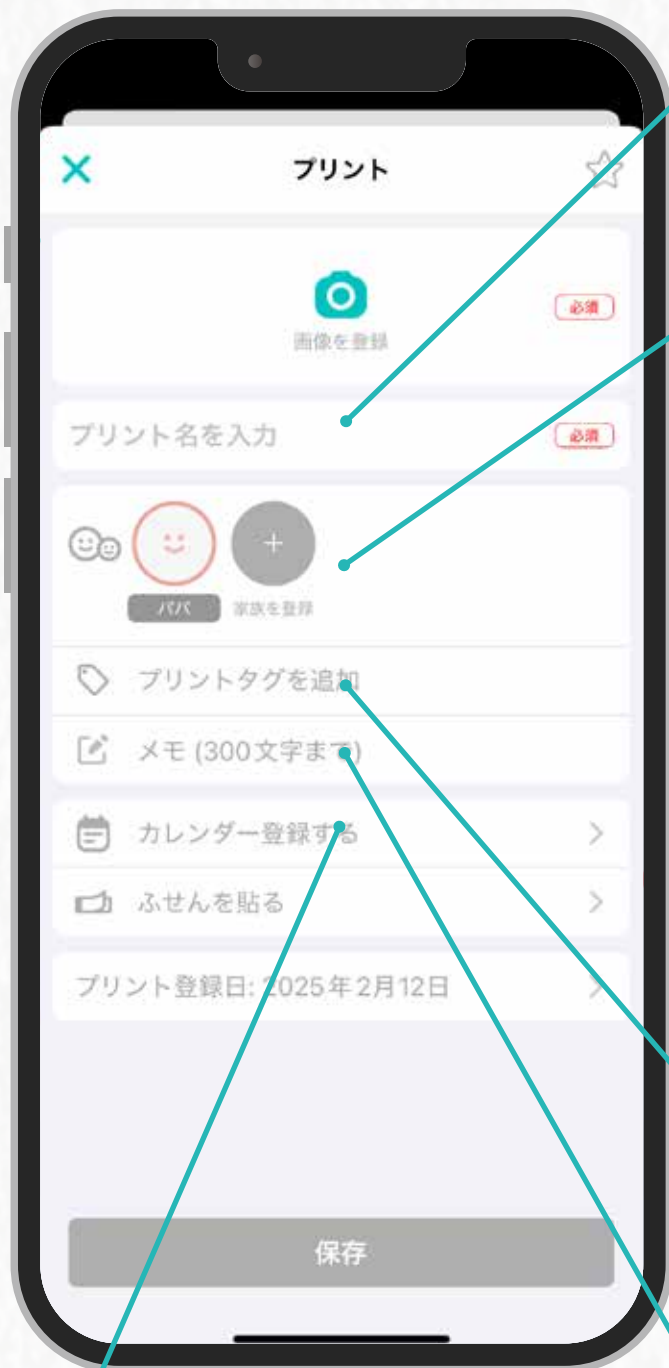 プリント
画像を登録
必須
プリント名を入力
必須
パパ
家族を登録
プリントタグを追加
メモ (300文字まで)
カレンダー登録する
ふせんを貼る
プリント登録日: 2025年2月12日
保存